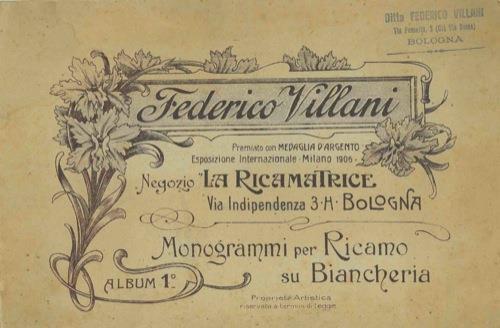 Ditta FEDERICO VILLANI
BOLOGNA
Federico Villani
Premiato con MEDAGLIA D'ARGENTO
Esposizione Internazionale - Milano 1906 -
Negozio "LA RICAMATRICE
Via Indipendenza 3-H- BOLOGNA
Monogrammi per Ricamo
su Biancheria
ALBUM 1º
Proprietà Artistica
riservata a termini di legge